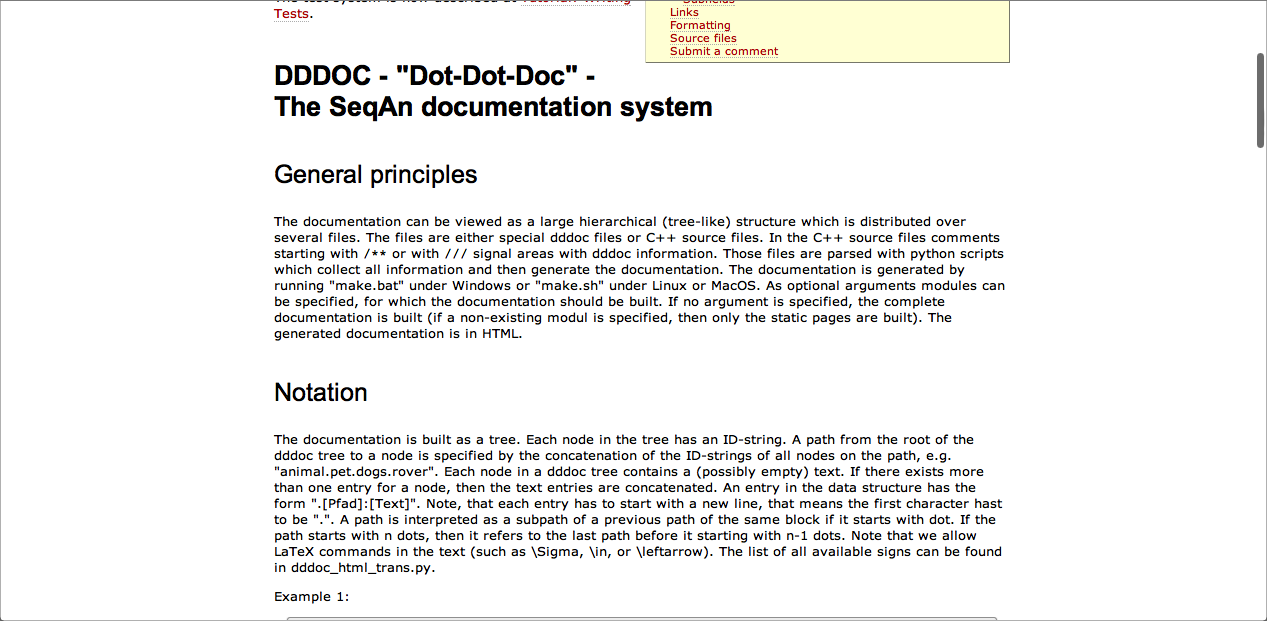 The test system is now described at Tutorial Writing
Tests.
Subfields
Links
Formatting
Source files
Submit a comment
DDDOC - "Dot-Dot-Doc" -
The SeqAn documentation system
General principles
The documentation can be viewed as a large hierarchical (tree-like) structure which is distributed over
several files. The files are either special dddoc files or C++ source files. In the C++ source files comments
starting with /** or with /// signal areas with dddoc information. Those files are parsed with python scripts
which collect all information and then generate the documentation. The documentation is generated by
running "make.bat" under Windows or "make.sh" under Linux or MacOS. As optional arguments modules can
be specified, for which the documentation should be built. If no argument is specified, the complete
documentation is built (if a non-existing modul is specified, then only the static pages are built). The
generated documentation is in HTML.
Notation
The documentation is built as a tree. Each node in the tree has an ID-string. A path from the root of the
dddoc tree to a node is specified by the concatenation of the ID-strings of all nodes on the path, e.g.
"animal.pet.dogs.rover". Each node in a dddoc tree contains a (possibly empty) text. If there exists more
than one entry for a node, then the text entries are concatenated. An entry in the data structure has the
form ".[Pfad]:[Text]". Note, that each entry has to start with a new line, that means the first character hast
to be ".". A path is interpreted as a subpath of a previous path of the same block if it starts with dot. If the
path starts with n dots, then it refers to the last path before it starting with n-1 dots. Note that we allow
LaTeX commands in the text (such as \Sigma, \in, or \leftarrow). The list of all available signs can be found
in dddoc_html_trans.py.
Example 1: